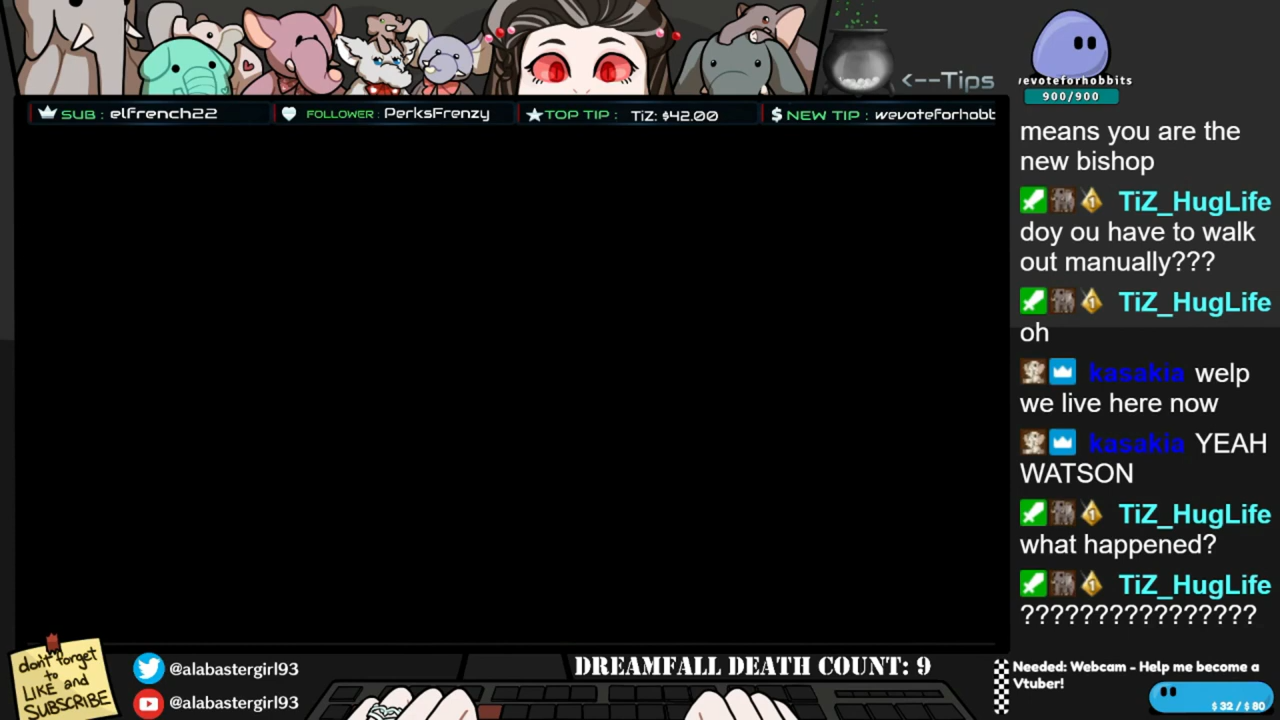 <--Tips
evoteforhobbits
900/900
SUB : elfrench22
FOLLOWER : PerksFrenzy
TOP TIP : TiZ: $42.00
$ NEW TIP : wevoteforhobb
means you are the
new bishop
TiZ_HugLife
doy ou have to walk
out manually???
TiZ_HugLife
oh
kasakia welp
we live here now
kasakia YEAH
WATSON
TiZ_HugLife
what happened?
TiZ_HugLife
????????????????
don't forget
to
LIKE and
SUBSCRIBE
@alabastergirl93
@alabastergirl93
DREAMFALL DEATH COUNT: 9
Needed: Webcam - Help me become a
Vtuber!
$ 32 / $ 80